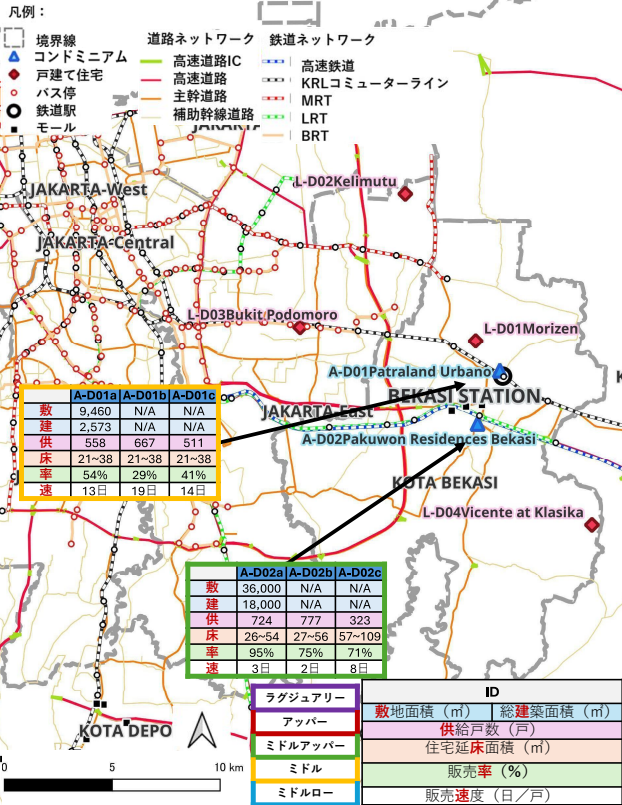 凡例：
境界線
コンドミニアム
戸建て住宅
バス停
鉄道駅
モール
道路ネットワーク
高速道路IC
高速道路
主幹道路
補助幹線道路
鉄道ネットワーク
高速鉄道
KRLコミューターライン
MRT
LRT
BRT
JAKARTA-West
JAKARTA-Central
L-D02Kelimutu
L-D03Bukit Podomoro
L-D01Morizen
A-D01Patraland Urbano
BEKASI STATION
JAKARTA East
A-D02Pakuwon Residences Bekasi
KOTA BEKASI
L-D04Vicente at Klasika
A-D01a A-D01b A-D01c
敷 9,460 N/A N/A
建 2,573 N/A N/A
供 558 667 511
床 21~38 21~38 21~38
率 54% 29% 41%
速 13日 19日 14日
A-D02a A-D02b A-D02c
敷 36,000 N/A N/A
建 18,000 N/A N/A
供 724 777 323
床 26~54 27~56 57~109
率 95% 75% 71%
速 3日 2日 8日
KOTA DEPO
0 5 10 km
ラグジュアリー
アッパー
ミドルアッパー
ミドル
ミドルロー
ID
敷地面積（㎡） 総建築面積（㎡）
供給戸数（戸）
住宅延床面積（㎡）
販売率（%）
販売速度（日／戸）